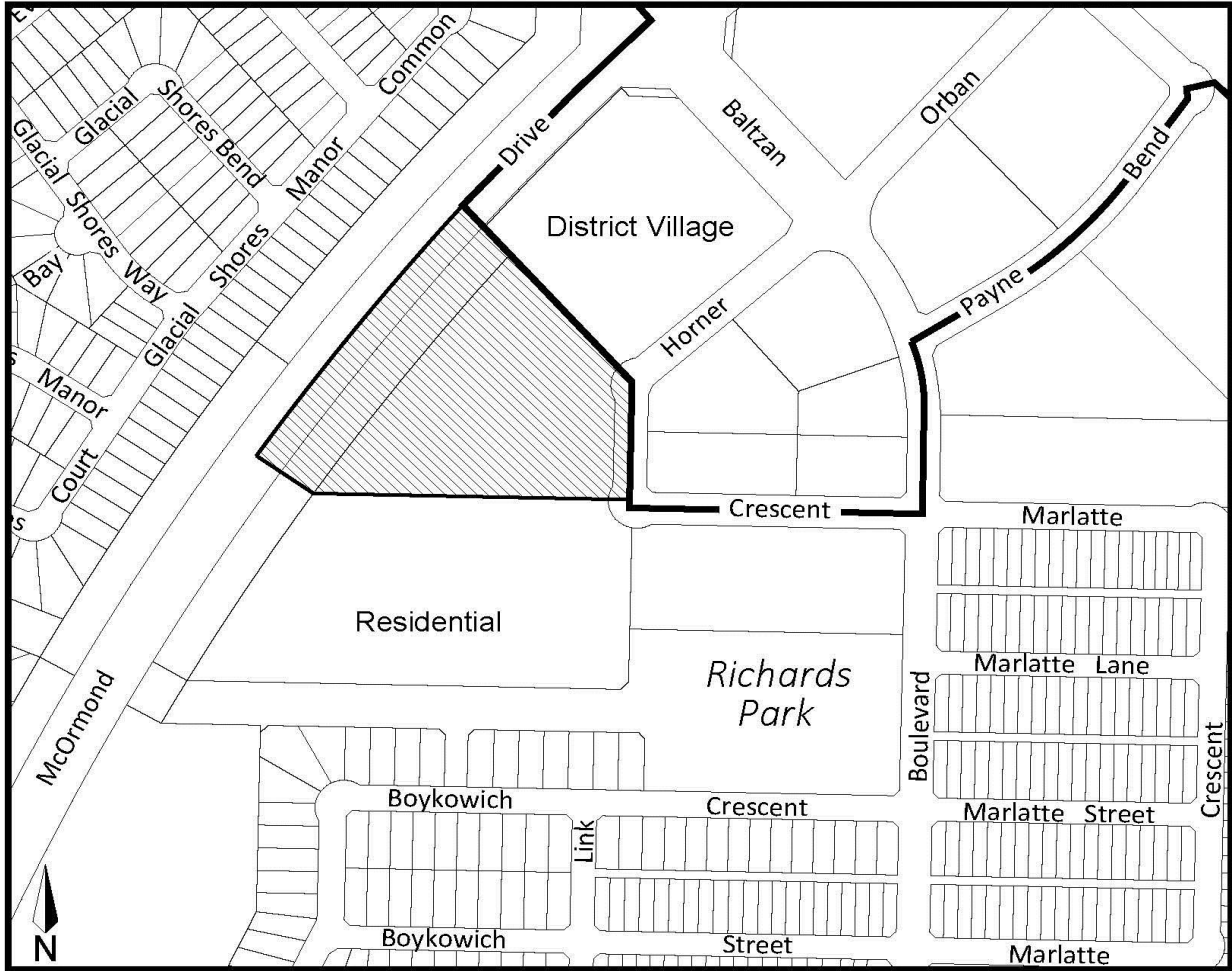 Common
Glacial
Shores Bend
Drive
Baltzan
Orban
Glacial Shores Way
Manor
Bend
Bay
Shores
District Village
Glacial
Payne
Horner
s Manor
Court
Crescent
Marlatte
Residential
Marlatte Lane
Richards
Park
McOrmond
Boulevard
Crescent
Boykowich
Crescent
Marlatte Street
Link
N
Boykowich
Street
Marlatte